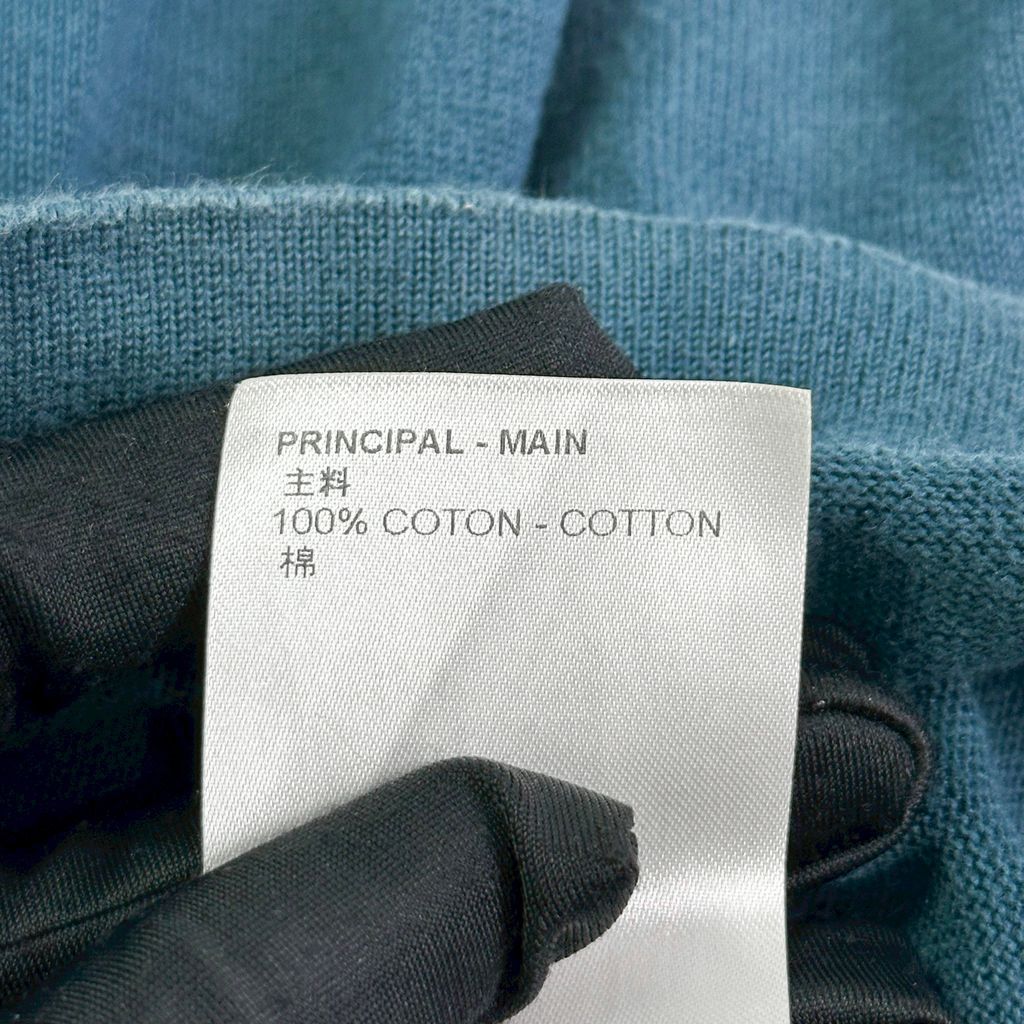 PRINCIPAL - MAIN
主料
100% COTON - COTTON
棉